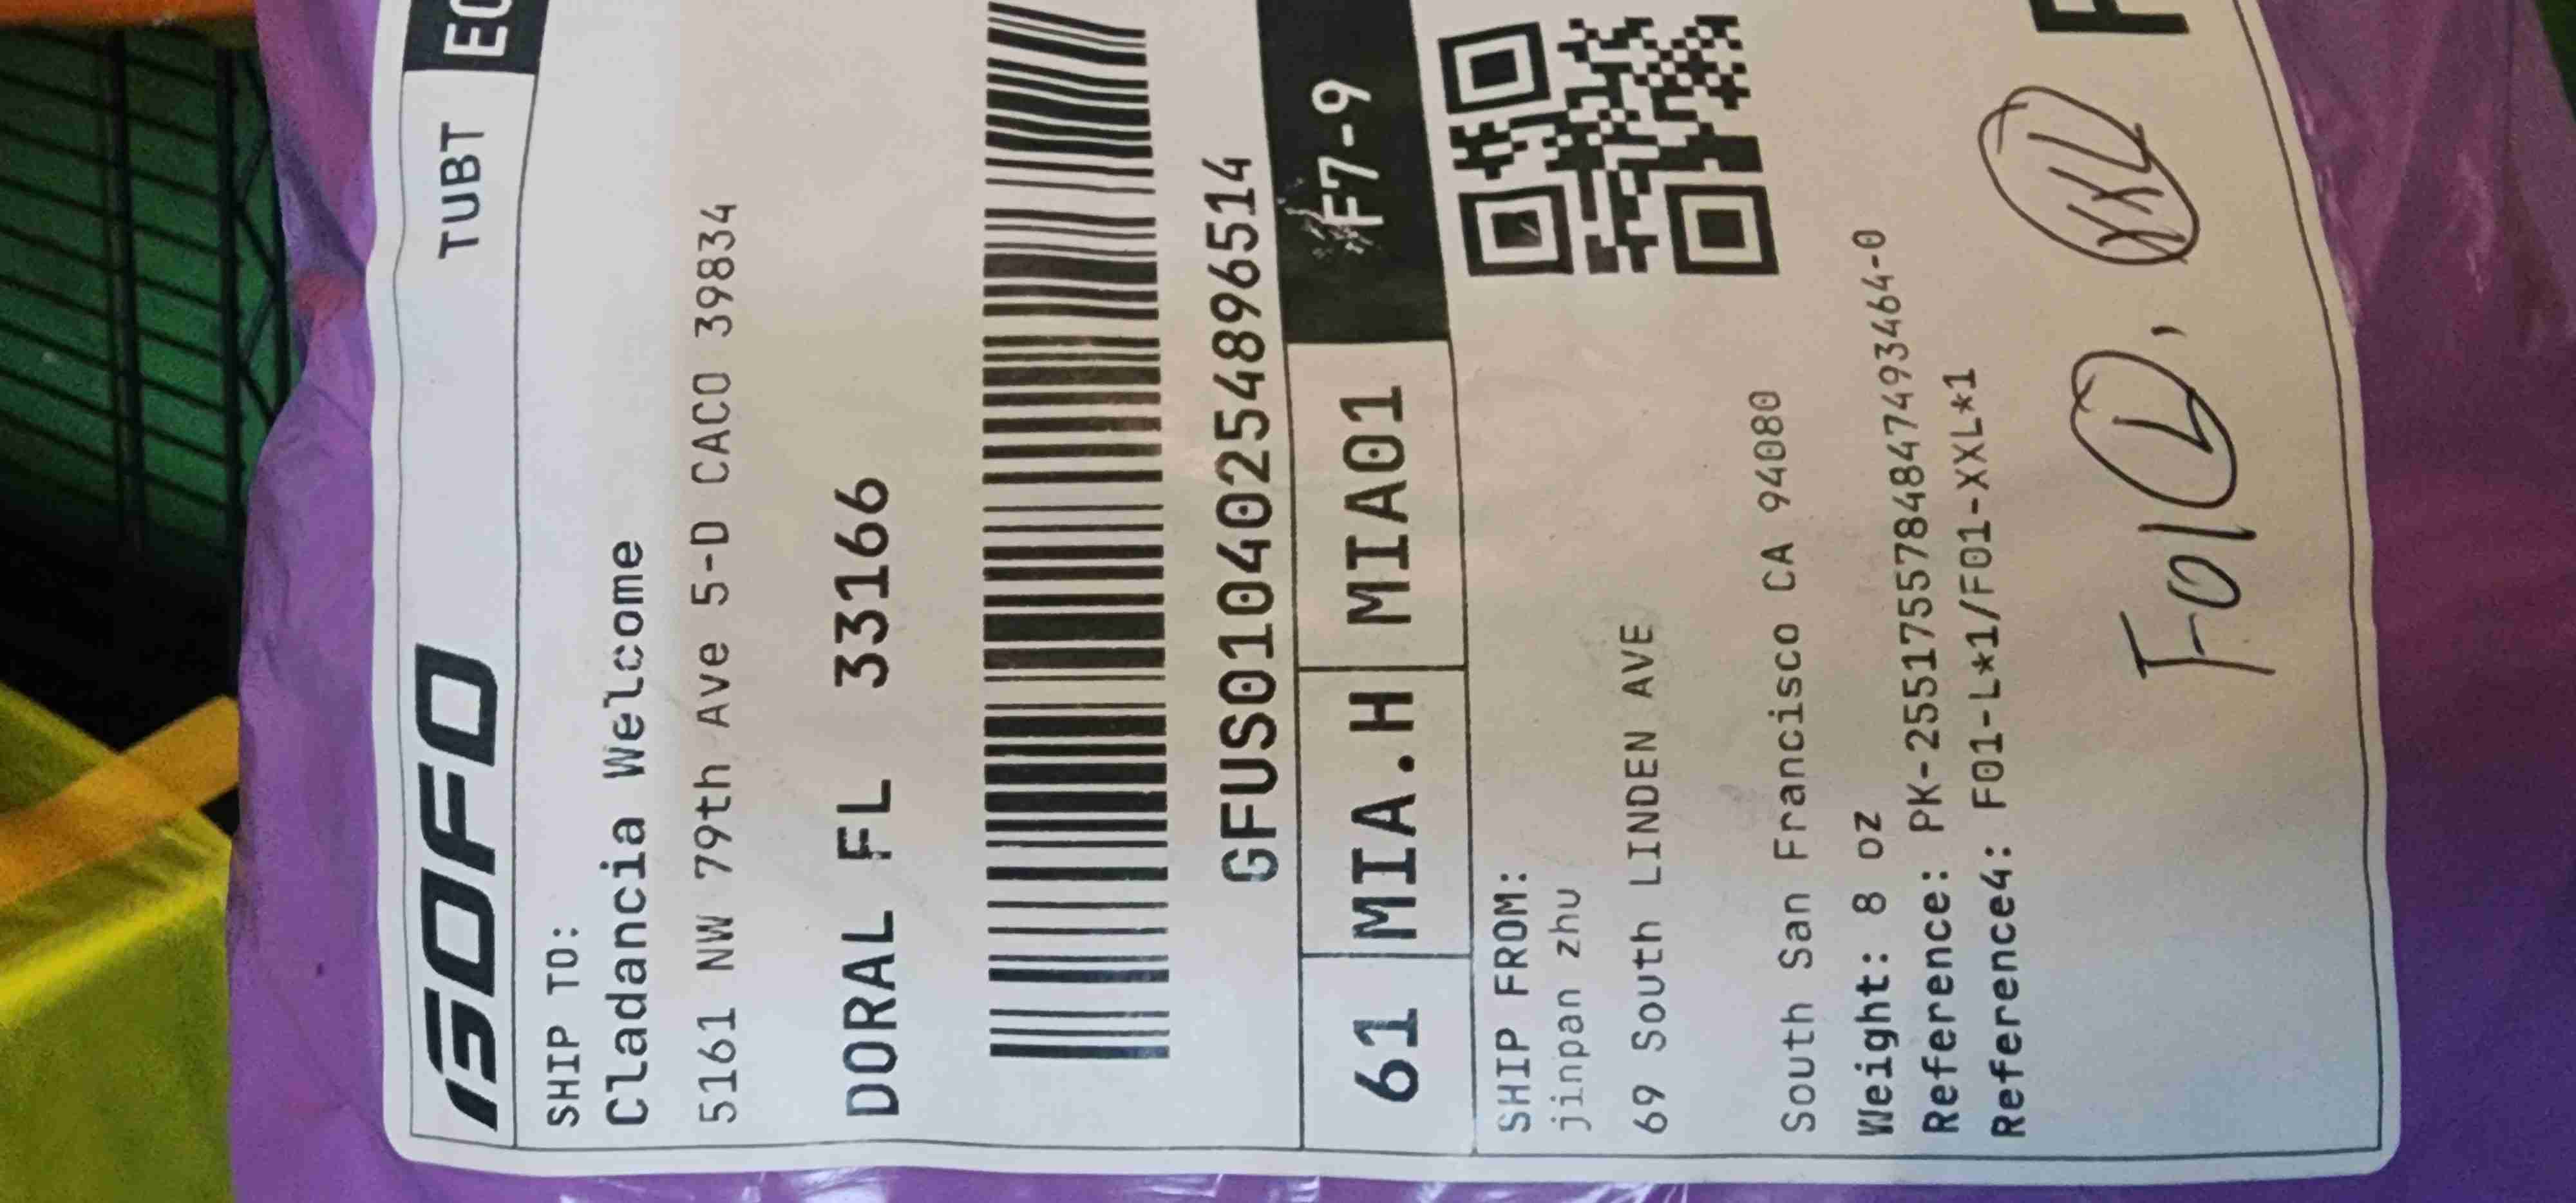 GOFO
TUBT
SHIP TO:
Cladancia Welcome
5161 NW 79th Ave 5-D CACO 39834
DORAL FL 33166
GFUS01040254896514
61 MIA.H MIA01 F7-9
SHIP FROM:
jinpan zhu
69 South LINDEN AVE
South San Francisco CA 94080
Weight: 8 oz
Reference: PK-2551755784847493464-0
Reference4: F01-L*1/F01-XXL*1
F01 L, XXL